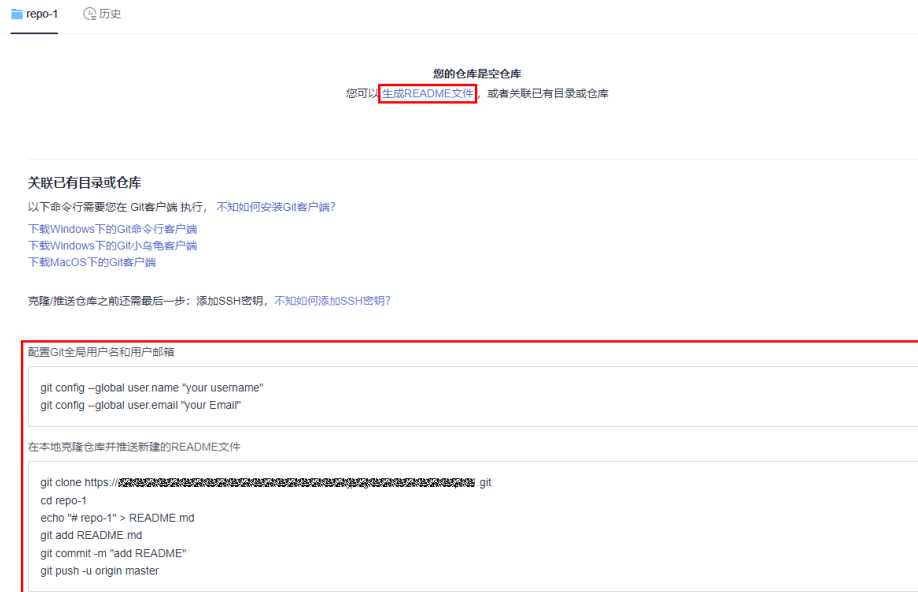 repo-1 历史
您的仓库是空仓库
您可以 生成README文件，或者关联已有目录或仓库
关联已有目录或仓库
以下命令行需要您在 Git客户端 执行， 不知如何安装Git客户端?
下载Windows下的Git命令行客户端
下载Windows下的Git小乌龟客户端
下载MacOS下的Git客户端
克隆/推送仓库之前还需最后一步：添加SSH密钥，不知如何添加SSH密钥?
配置Git全局用户名和用户邮箱
git config --global user.name "your username"
git config --global user.email "your Email"
在本地克隆仓库并推送新建的README文件
git clone https:// .git
cd repo-1
echo "# repo-1" > README.md
git add README.md
git commit -m "add README"
git push -u origin master